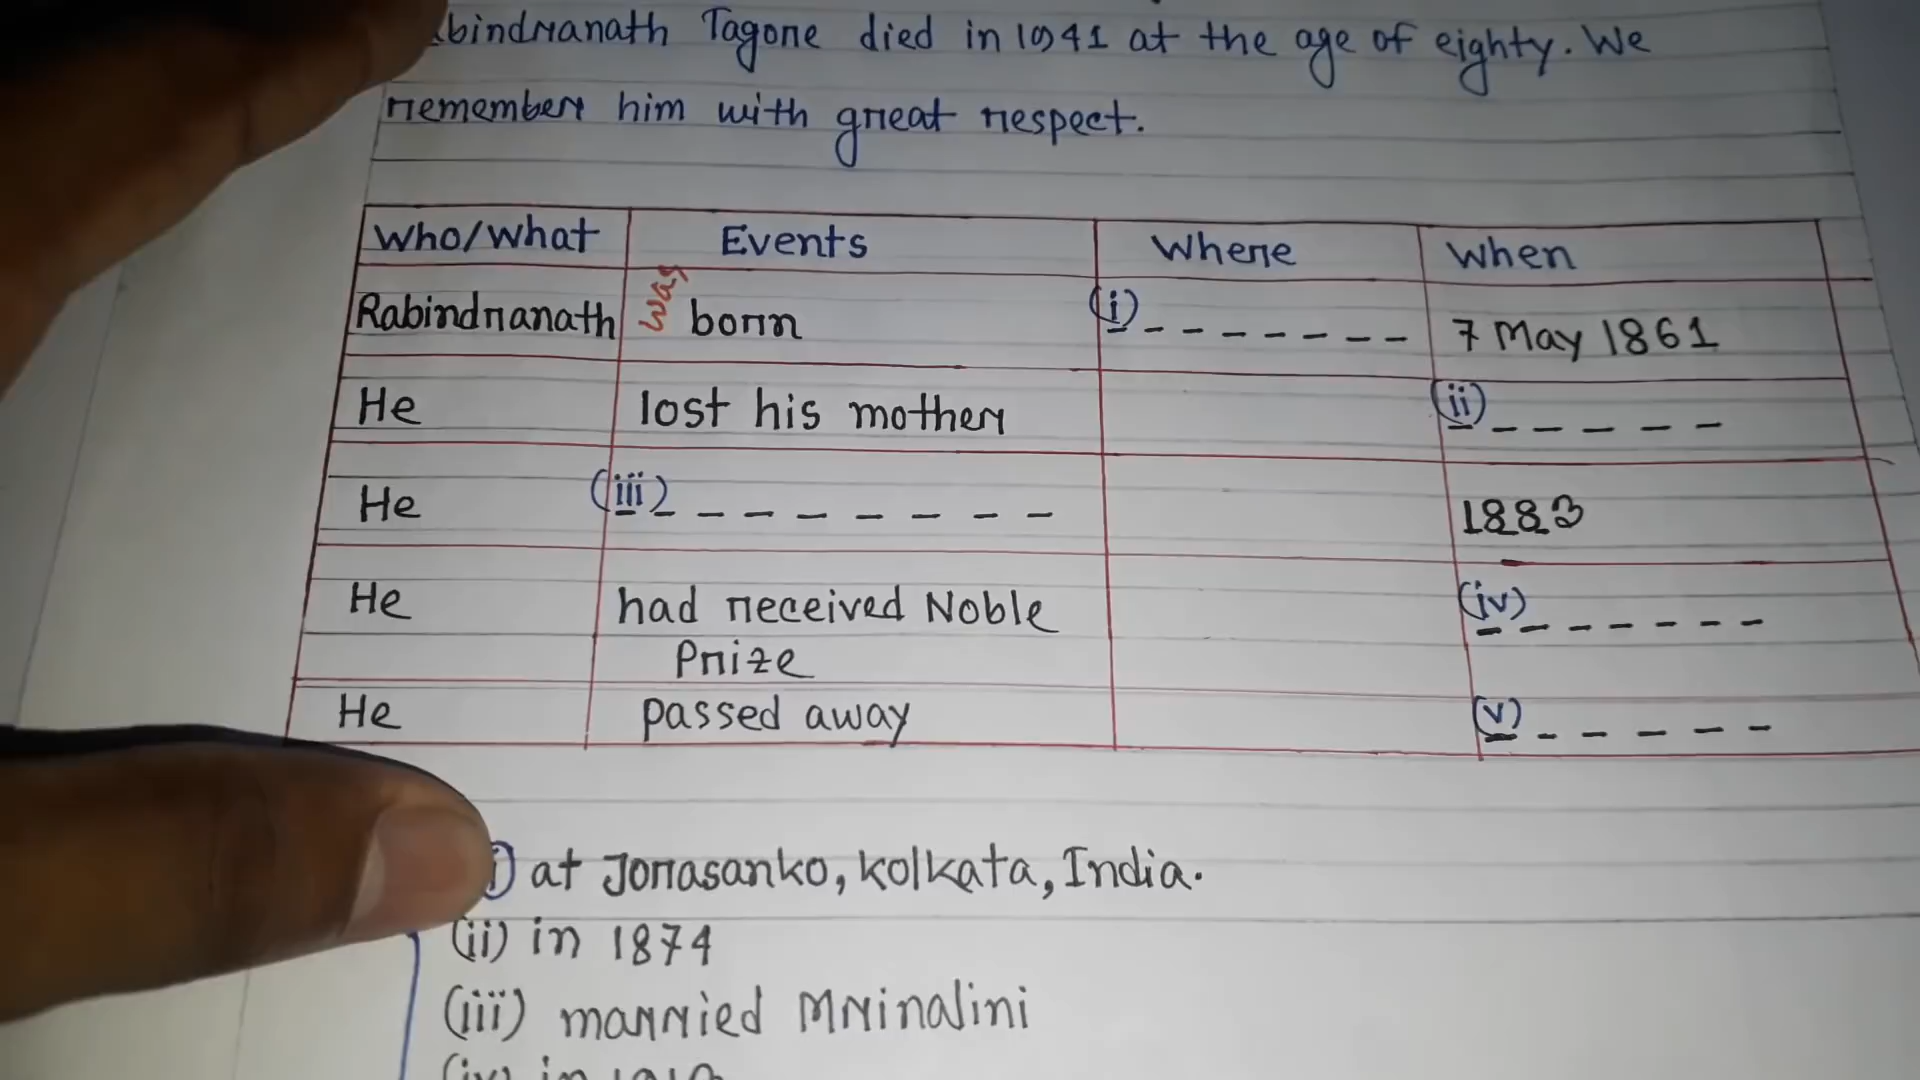 bindranath Tagore died in 1941 at the age of eighty. We
remember him with great respect.
Who/What Events Where When
Rabindranath was born (i)_ _ _ _ _ _ _ _ 7 May 1861
He lost his mother (ii)_ _ _ _ _ _
He (iii)_ _ _ _ _ _ _ _ _ 1883
He had received Noble (iv)_ _ _ _ _ _ _
Prize
He passed away (v)_ _ _ _ _ _
i) at Jorasanko, Kolkata, India.
(ii) in 1874
(iii) married Mrinalini
(iv) in